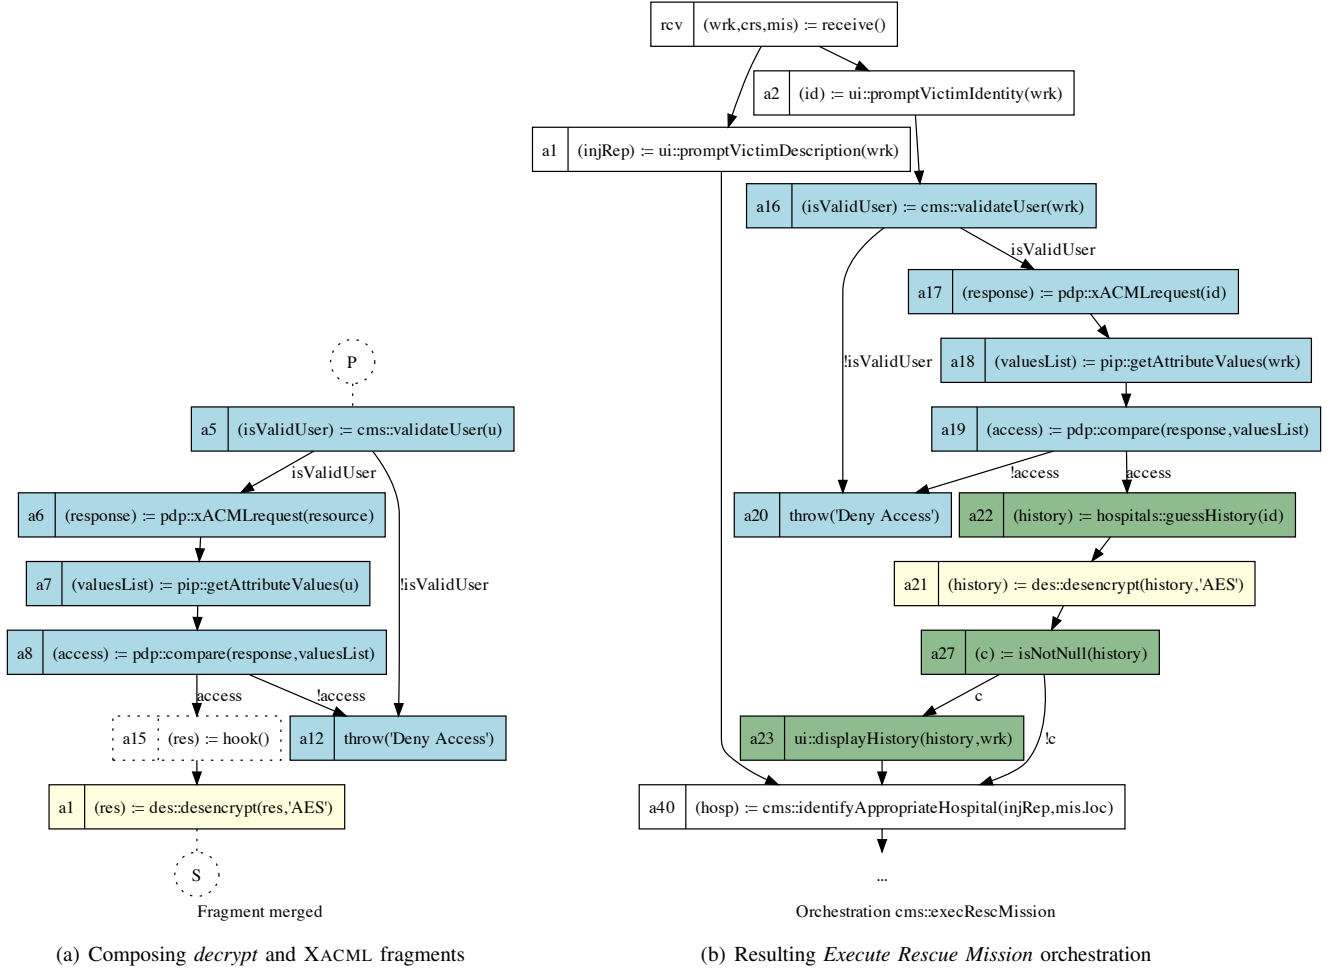 P
a5 (isValidUser) := cms::validateUser(u)
isValidUser
a6 (response) := pdp::xACMLrequest(resource)
a7 (valuesList) := pip::getAttributeValues(u)
!isValidUser
a8 (access) := pdp::compare(response,valuesList)
access
!access
a15 (res) := hook()
a12 throw('Deny Access')
a1 (res) := des::desencrypt(res,'AES')
S
Fragment merged
(a) Composing decrypt and XACML fragments
rcv (wrk,crs,mis) := receive()
a2 (id) := ui::promptVictimIdentity(wrk)
a1 (injRep) := ui::promptVictimDescription(wrk)
a16 (isValidUser) := cms::validateUser(wrk)
isValidUser
a17 (response) := pdp::xACMLrequest(id)
!isValidUser
a18 (valuesList) := pip::getAttributeValues(wrk)
a19 (access) := pdp::compare(response,valuesList)
!access
access
a20 throw('Deny Access')
a22 (history) := hospitals::guessHistory(id)
a21 (history) := des::desencrypt(history,'AES')
a27 (c) := isNotNull(history)
c
a23 ui::displayHistory(history,wrk)
!c
a40 (hosp) := cms::identifyAppropriateHospital(injRep,mis.loc)
...
Orchestration cms::execRescMission
(b) Resulting Execute Rescue Mission orchestration